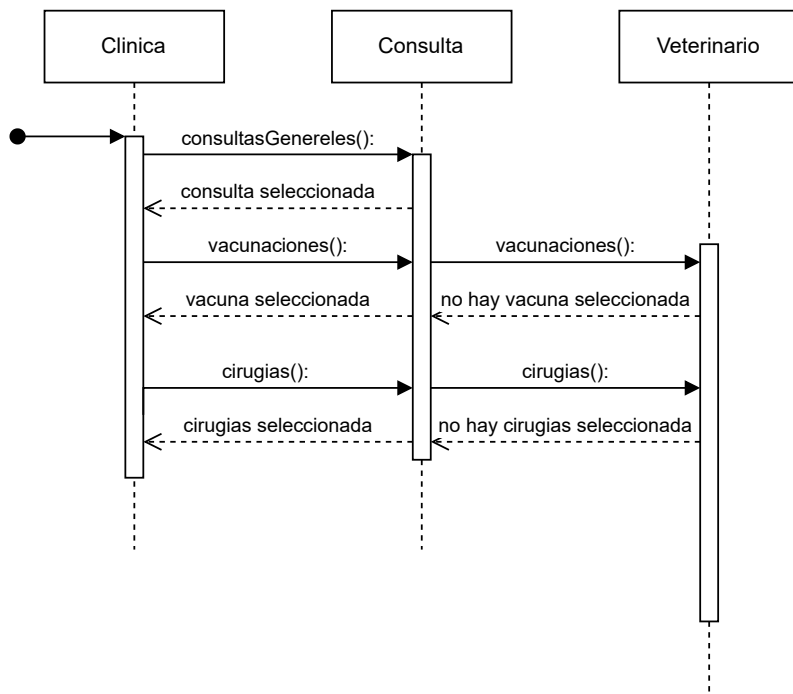 Clinica
Consulta
Veterinario
consultasGenereles():
consulta seleccionada
vacunaciones():
vacunaciones():
vacuna seleccionada
no hay vacuna seleccionada
cirugias():
cirugias():
cirugias seleccionada
no hay cirugias seleccionada